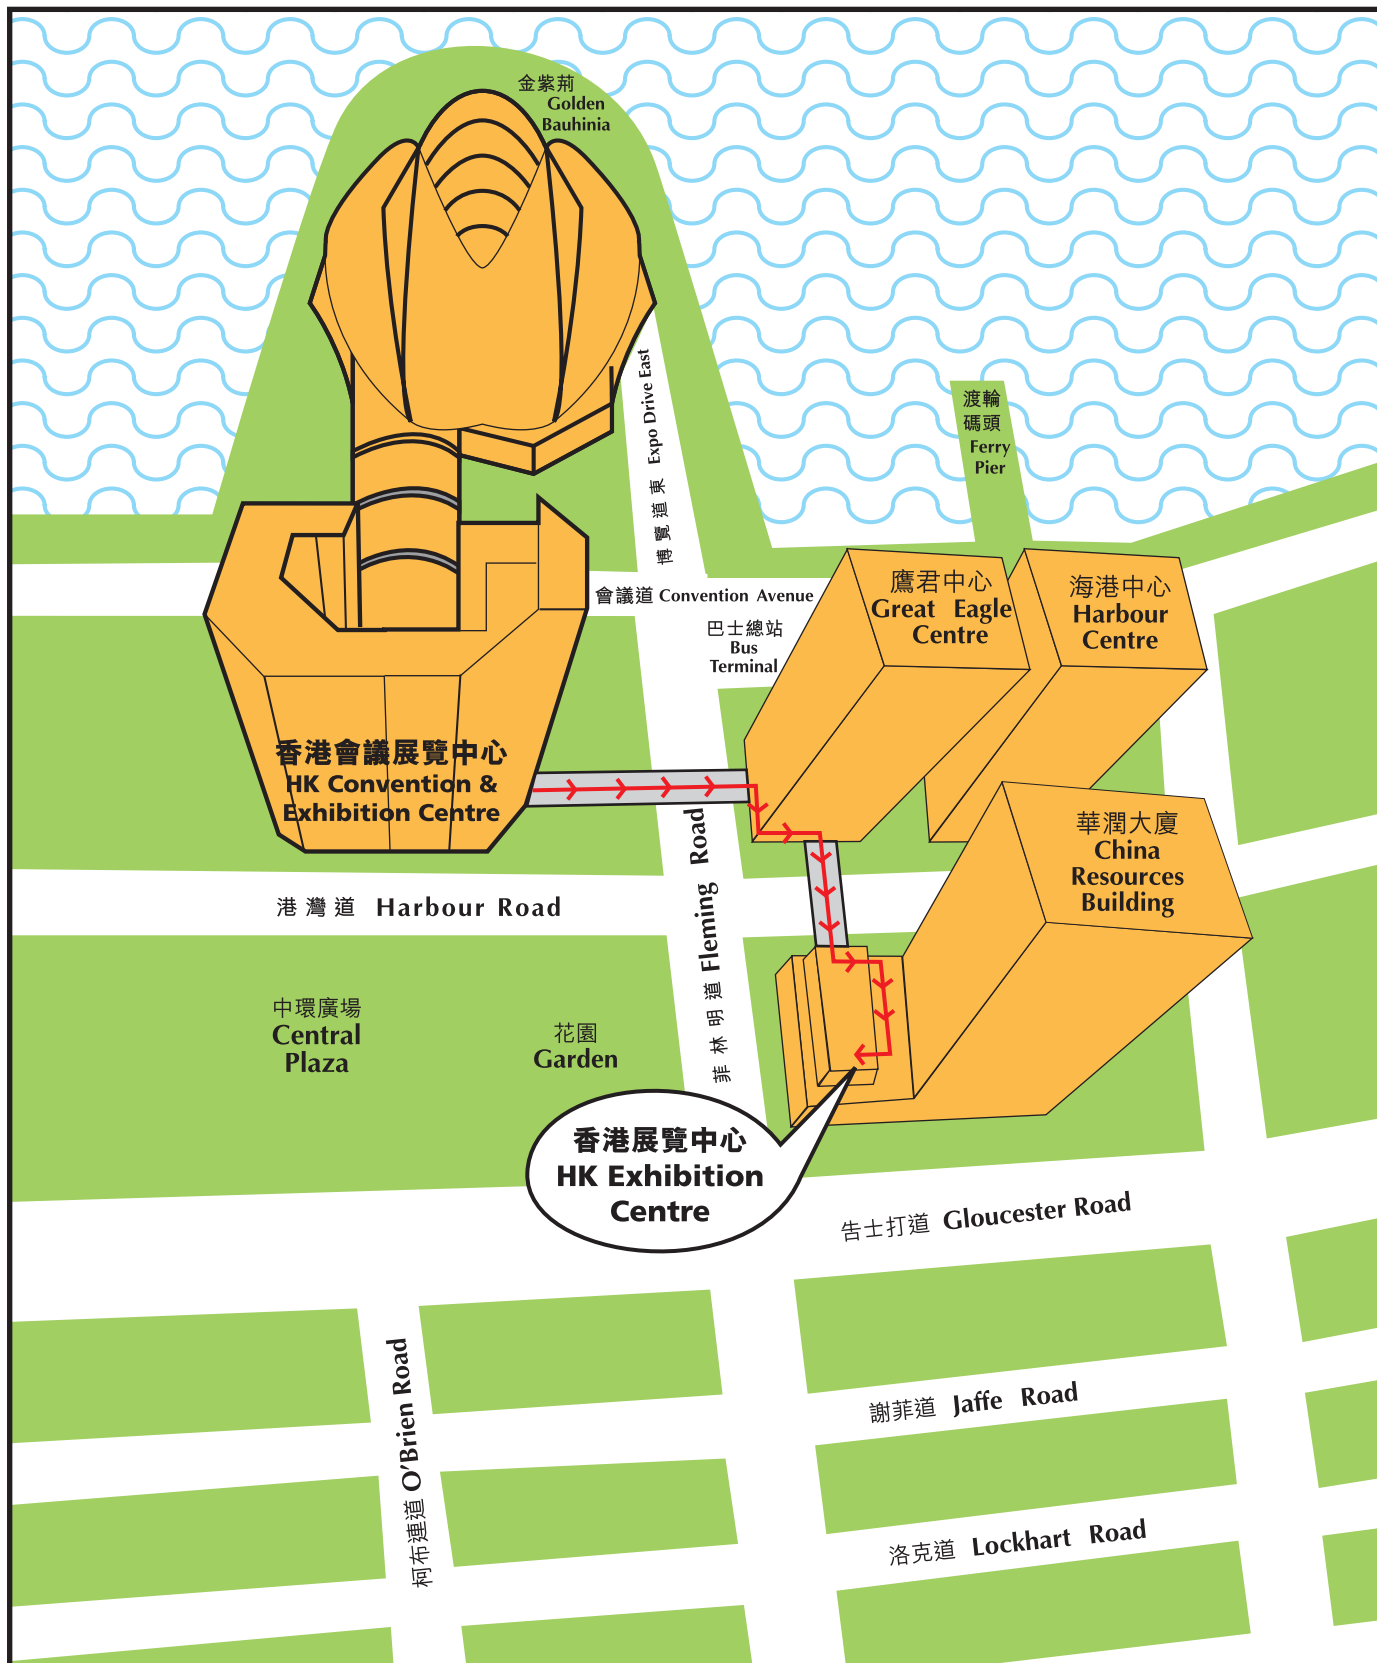 金紫荊
Golden
Bauhinia
博覽道東 Expo Drive East
渡輪
碼頭
Ferry
Pier
會議道 Convention Avenue
巴士總站
Bus
Terminal
鷹君中心
Great Eagle
Centre
海港中心
Harbour
Centre
香港會議展覽中心
HK Convention &
Exhibition Centre
華潤大廈
China
Resources
Building
港灣道 Harbour Road
菲林明道 Fleming Road
中環廣場
Central
Plaza
花園
Garden
香港展覽中心
HK Exhibition
Centre
告士打道 Gloucester Road
柯布連道 O'Brien Road
謝菲道 Jaffe Road
洛克道 Lockhart Road